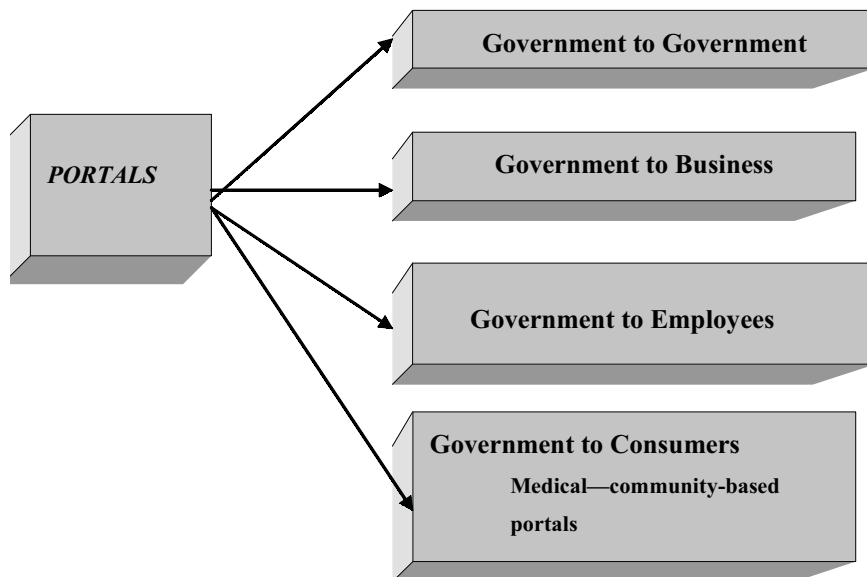 Government to Government
PORTALS
Government to Business
Government to Employees
Government to Consumers
Medical—community-based
portals